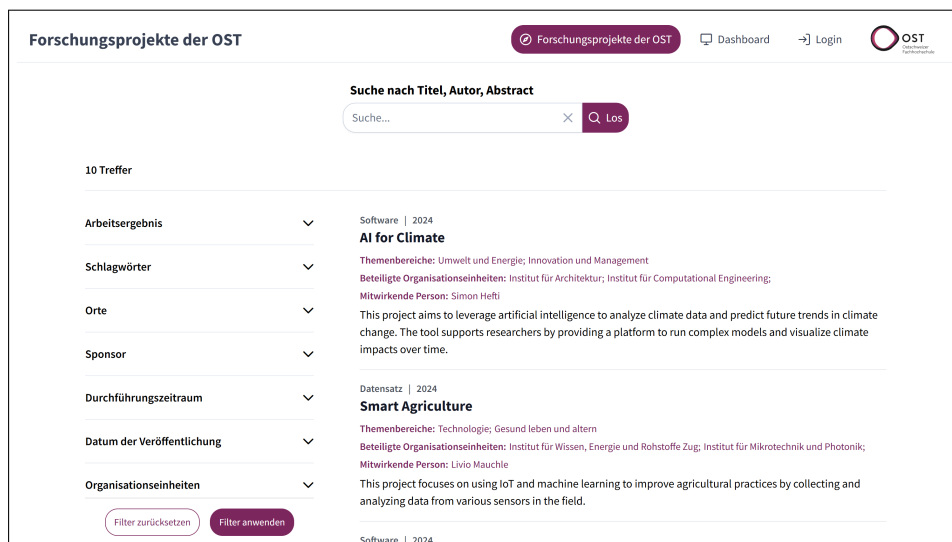 Forschungsprojekte der OST
Forschungsprojekte der OST
Dashboard
Login
OST
Ostschweizer
Fachhochschule
Suche nach Titel, Autor, Abstract
Suche...
Los
10 Treffer
Arbeitsergebnis
Schlagwörter
Orte
Sponsor
Durchführungszeitraum
Datum der Veröffentlichung
Organisationseinheiten
Filter zurücksetzen
Filter anwenden
Software | 2024
AI for Climate
Themenbereiche: Umwelt und Energie; Innovation und Management
Beteiligte Organisationseinheiten: Institut für Architektur; Institut für Computational Engineering;
Mitwirkende Person: Simon Hefti
This project aims to leverage artificial intelligence to analyze climate data and predict future trends in climate
change. The tool supports researchers by providing a platform to run complex models and visualize climate
impacts over time.
Datensatz | 2024
Smart Agriculture
Themenbereiche: Technologie; Gesund leben und altern
Beteiligte Organisationseinheiten: Institut für Wissen, Energie und Rohstoffe Zug; Institut für Mikrotechnik und Photonik;
Mitwirkende Person: Livio Mauchle
This project focuses on using IoT and machine learning to improve agricultural practices by collecting and
analyzing data from various sensors in the field.
Software | 2024